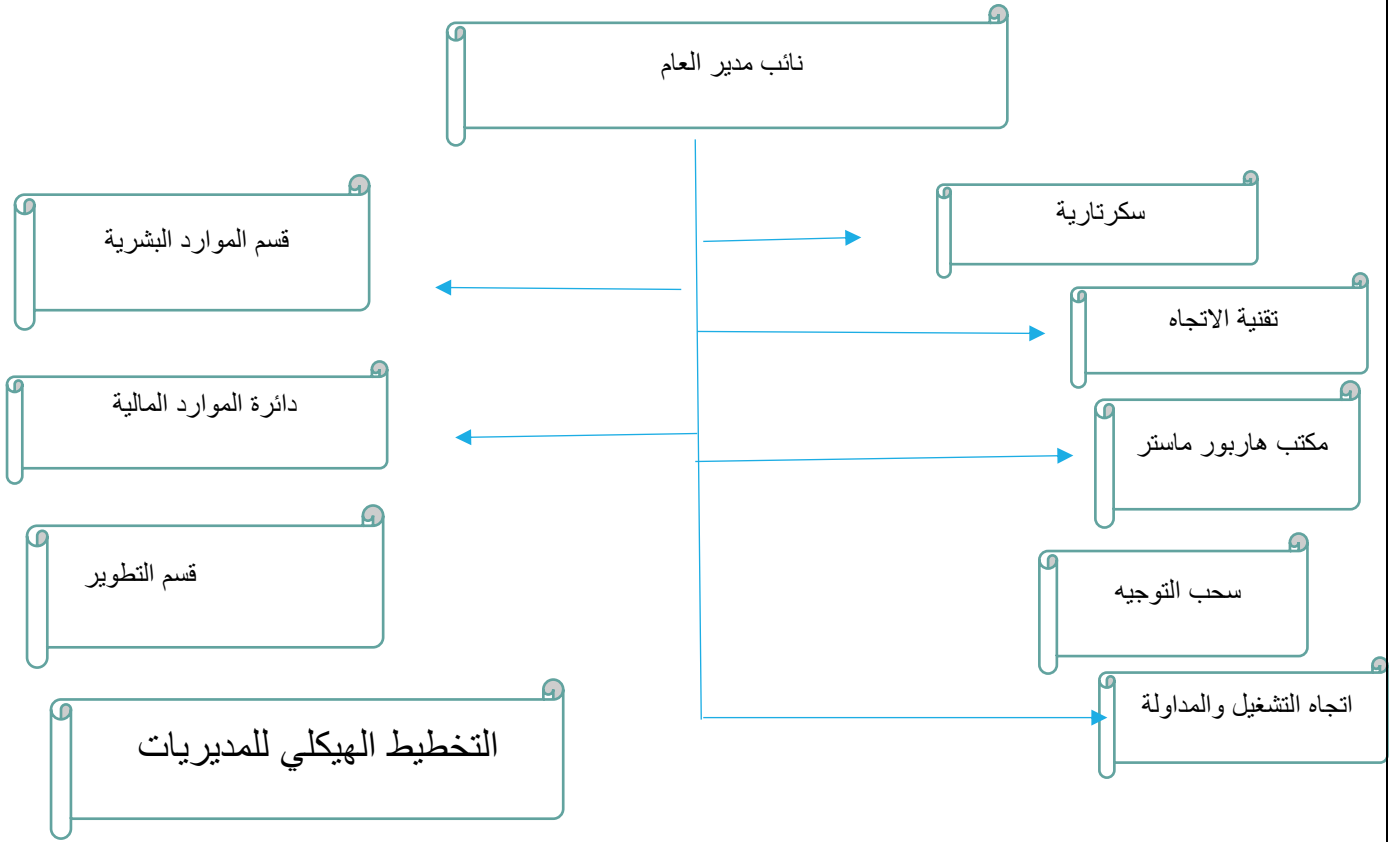 نائب مدير العام
سكرتارية
قسم الموارد البشرية
تقنية الاتجاه
دائرة الموارد المالية
مكتب هاربور ماستر
سحب التوجيه
قسم التطوير
اتجاه التشغيل والمداولة
التخطيط الهيكلي للمديريات